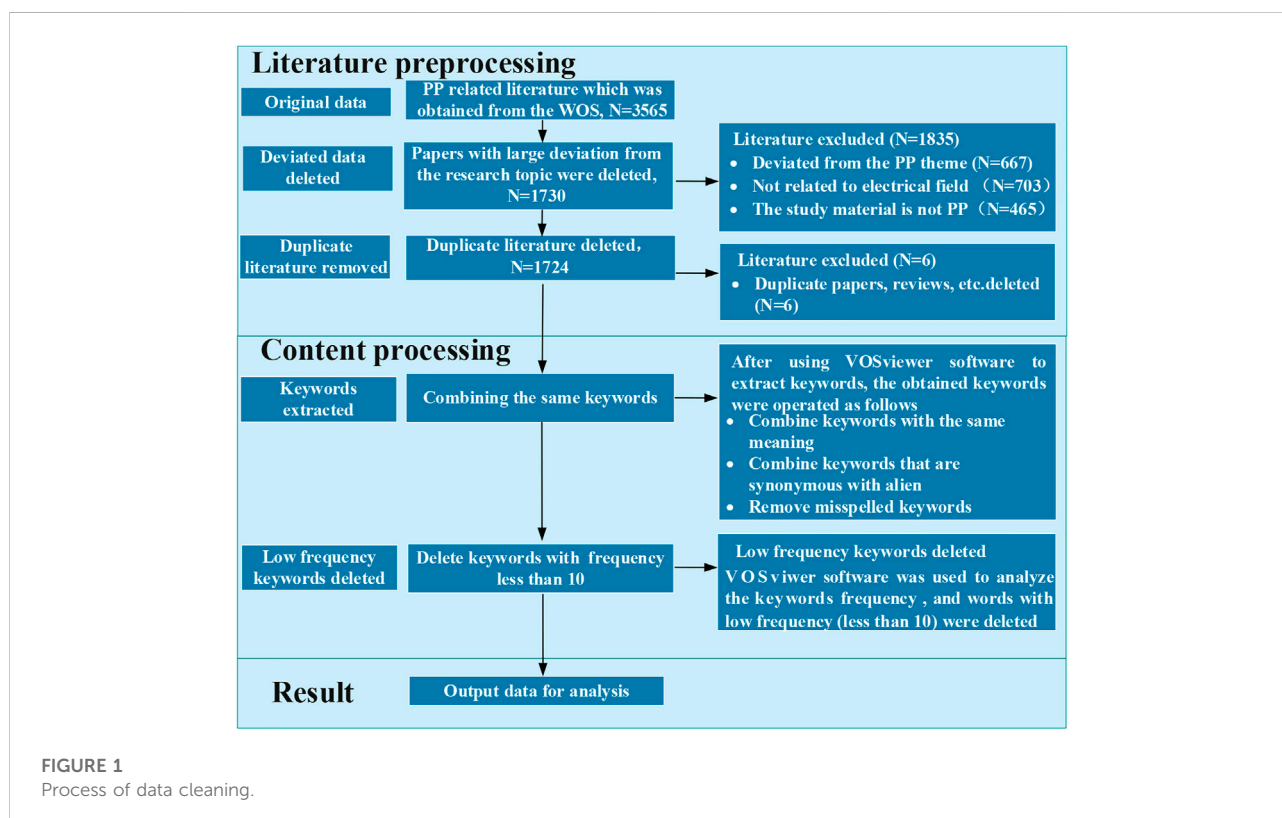 Literature preprocessing
Original data
PP related literature which was
obtained from the WOS, N=3565
Deviated data
deleted
Papers with large deviation from
the research topic were deleted,
N=1730
Literature excluded (N=1835)
• Deviated from the PP theme (N=667)
• Not related to electrical field （N=703）
• The study material is not PP（N=465）
Duplicate
literature removed
Duplicate literature deleted，
N=1724
Literature excluded (N=6)
• Duplicate papers, reviews, etc.deleted
(N=6)
Content processing
Keywords
extracted
Combining the same keywords
After using VOSviewer software to
extract keywords, the obtained keywords
were operated as follows
• Combine keywords with the same
meaning
• Combine keywords that are
synonymous with alien
• Remove misspelled keywords
Low frequency
keywords deleted
Delete keywords with frequency
less than 10
Low frequency keywords deleted
VOSviwer software was used to analyze
the keywords frequency , and words with
low frequency (less than 10) were deleted
Result
Output data for analysis
FIGURE 1
Process of data cleaning.